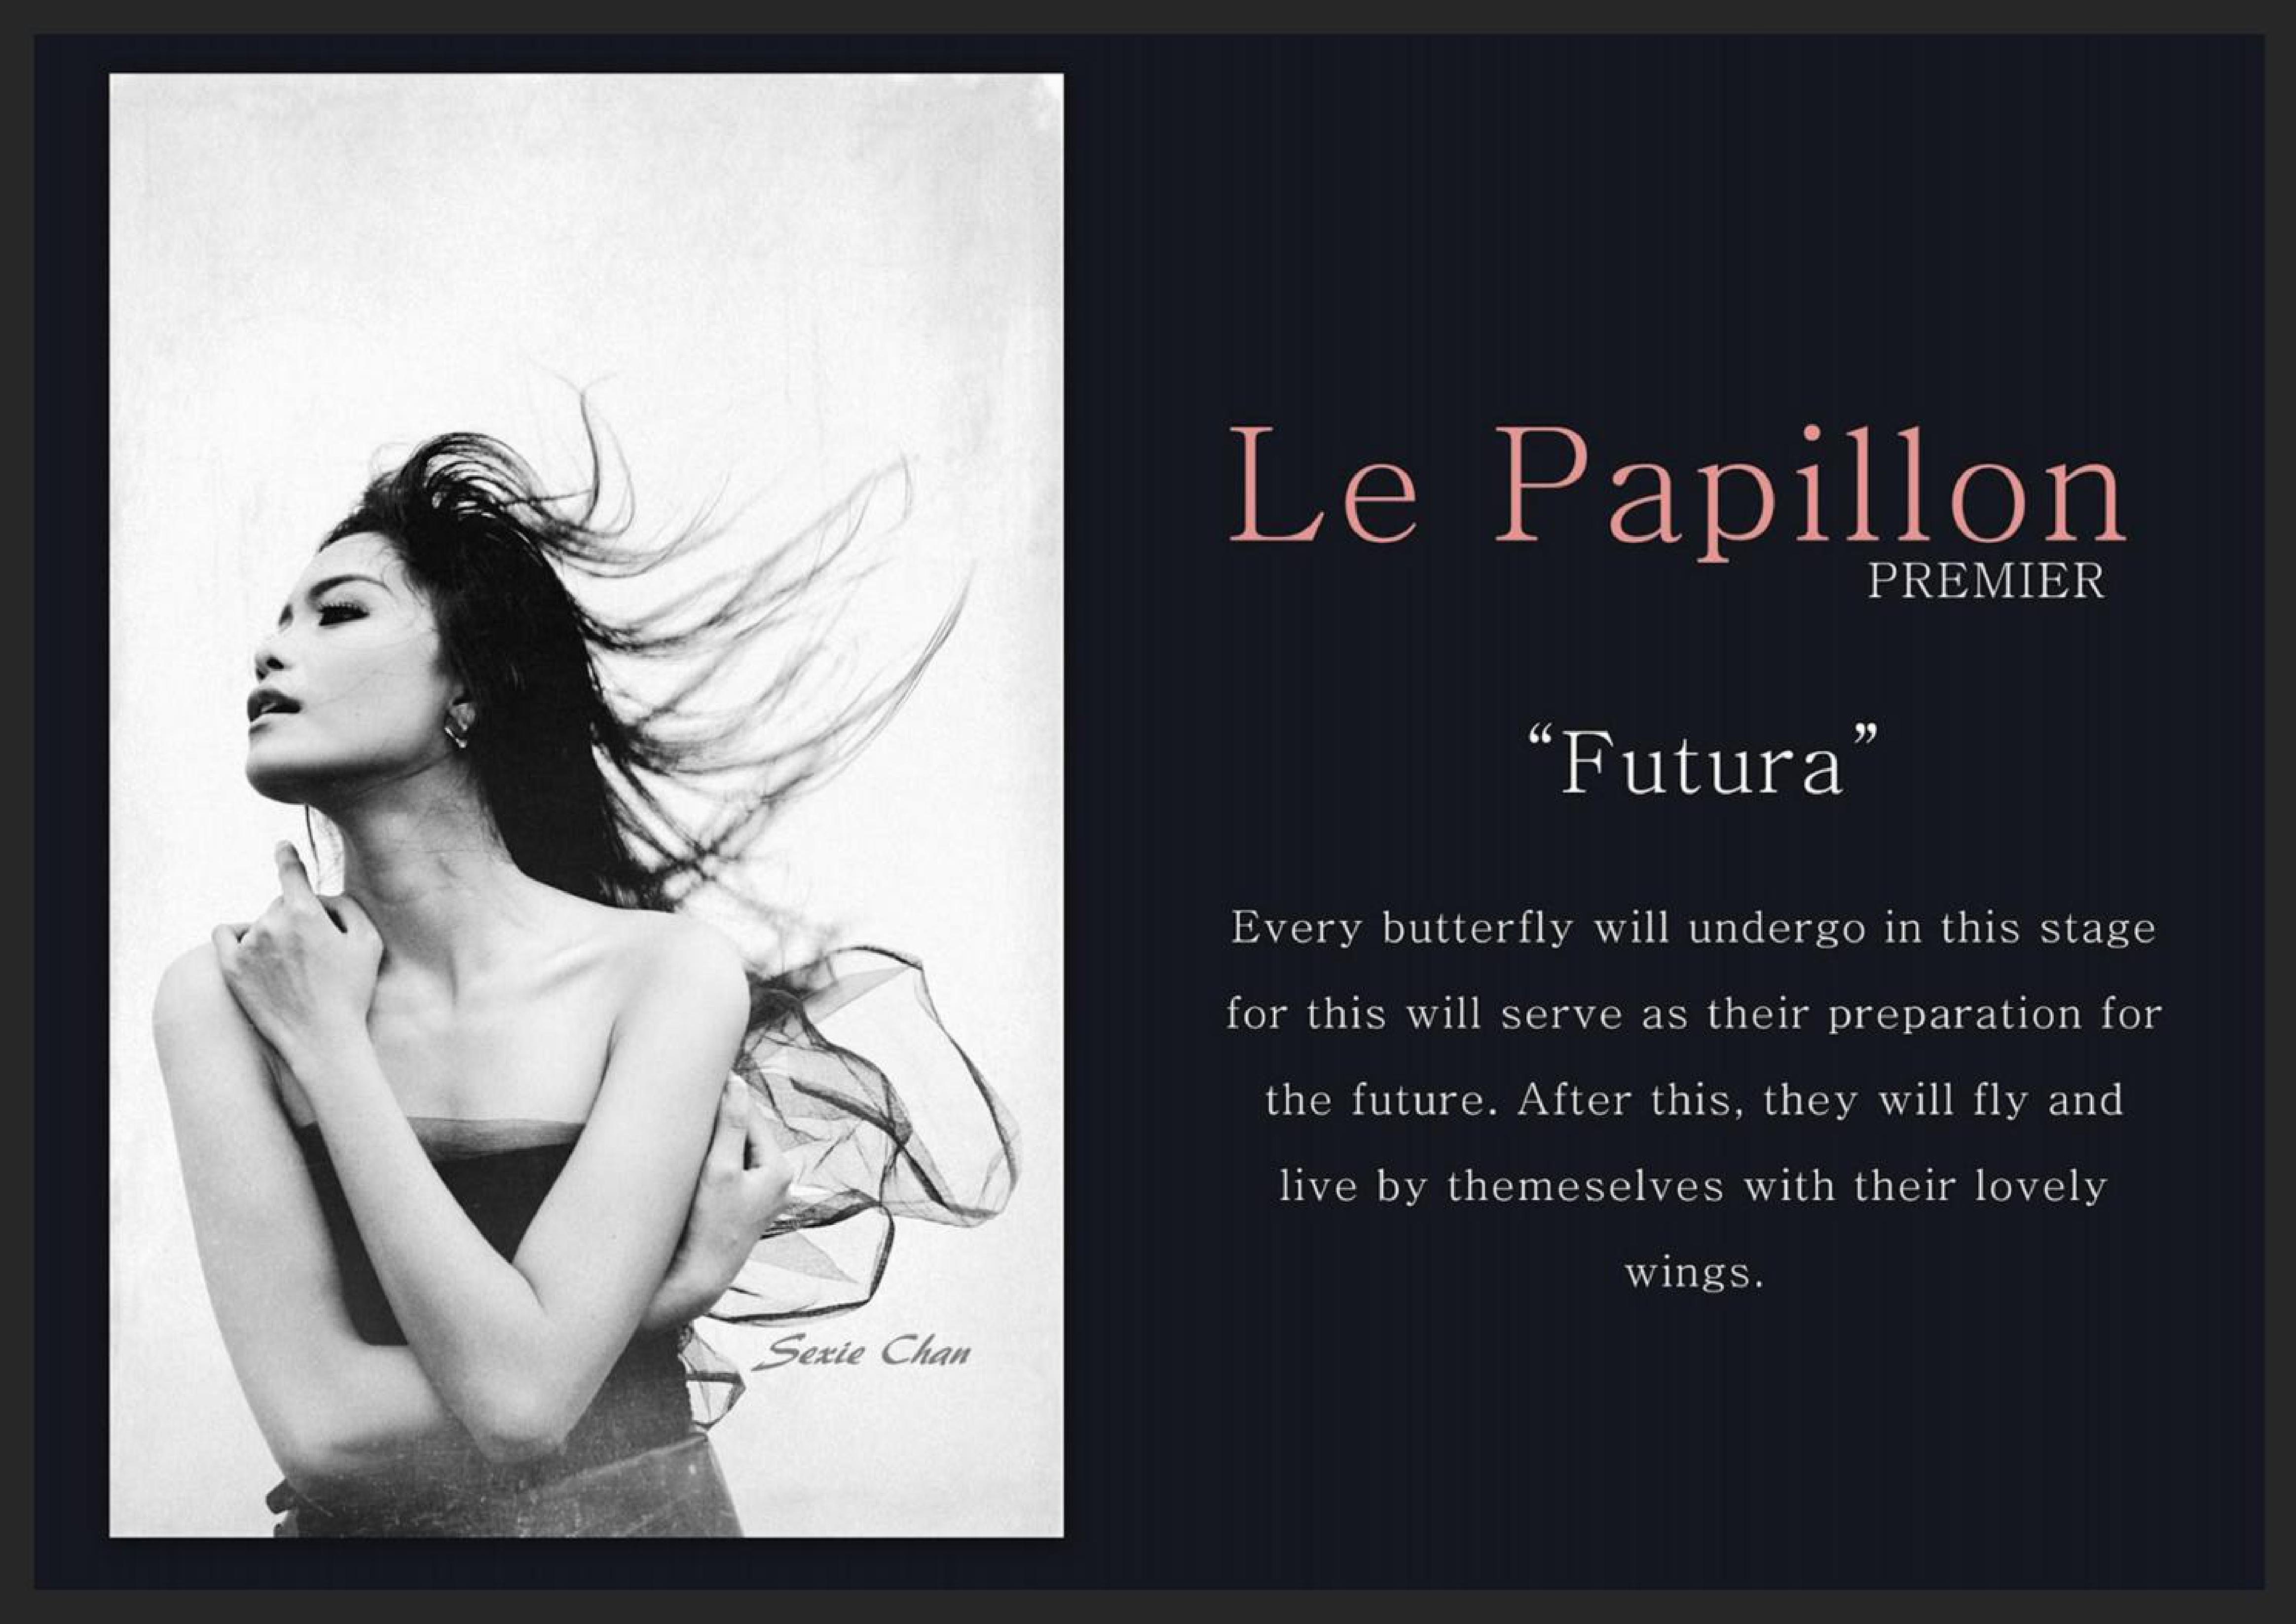 Le Papillon
PREMIER
“Futura”
Every butterfly will undergo in this stage
for this will serve as their preparation for
the future. After this, they will fly and
live by themeselves with their lovely
wings.
Sexie Chan